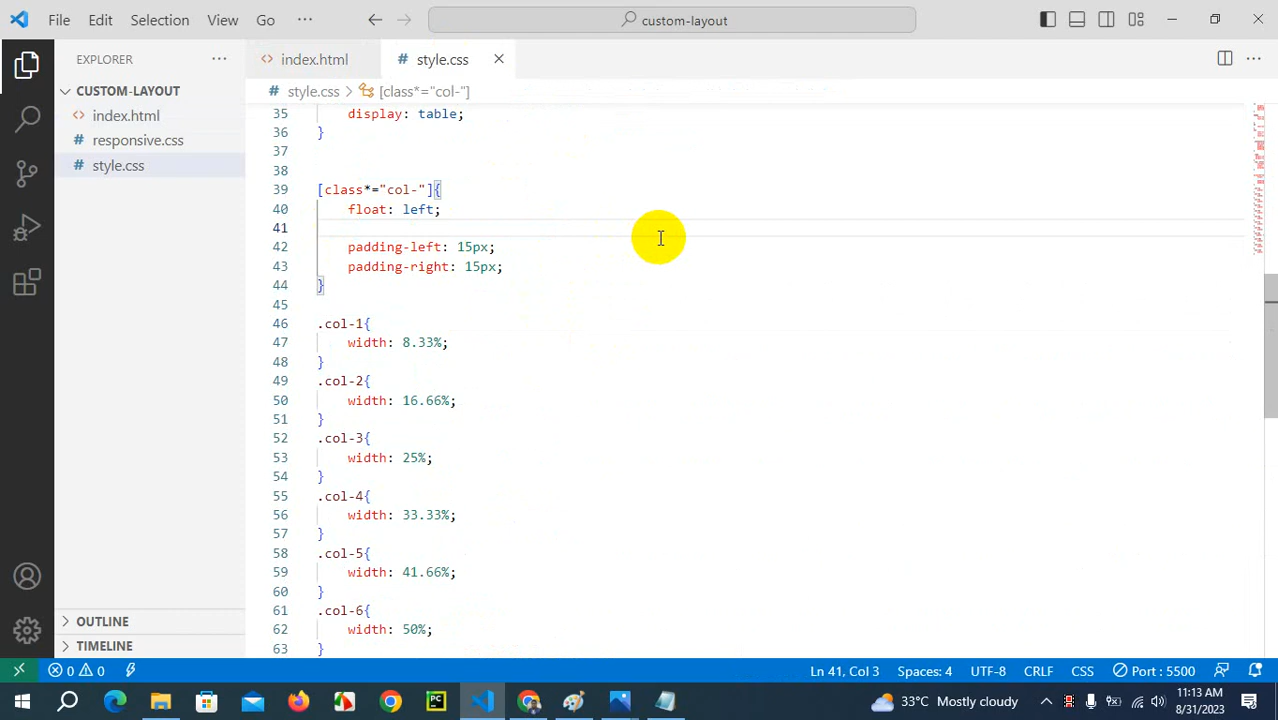 File Edit Selection View Go ··· custom-layout
EXPLORER ···
index.html
style.css
CUSTOM-LAYOUT
index.html
responsive.css
style.css
OUTLINE
TIMELINE
style.css > [class*="col-"]
35 display: table;
36 }
37
38
39 [class*="col-"]{
40 float: left;
41
42 padding-left: 15px;
43 padding-right: 15px;
44 }
45
46 .col-1{
47 width: 8.33%;
48 }
49 .col-2{
50 width: 16.66%;
51 }
52 .col-3{
53 width: 25%;
54 }
55 .col-4{
56 width: 33.33%;
57 }
58 .col-5{
59 width: 41.66%;
60 }
61 .col-6{
62 width: 50%;
63 }
0 0 Ln 41, Col 3 Spaces: 4 UTF-8 CRLF CSS Port : 5500
PC 33°C Mostly cloudy 11:13 AM
8/31/2023